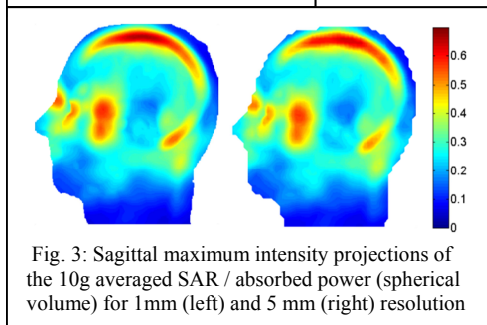 0.6
0.5
0.4
0.3
0.2
0.1
0
Fig. 3: Sagittal maximum intensity projections of
the 10g averaged SAR / absorbed power (spherical
volume) for 1mm (left) and 5 mm (right) resolution